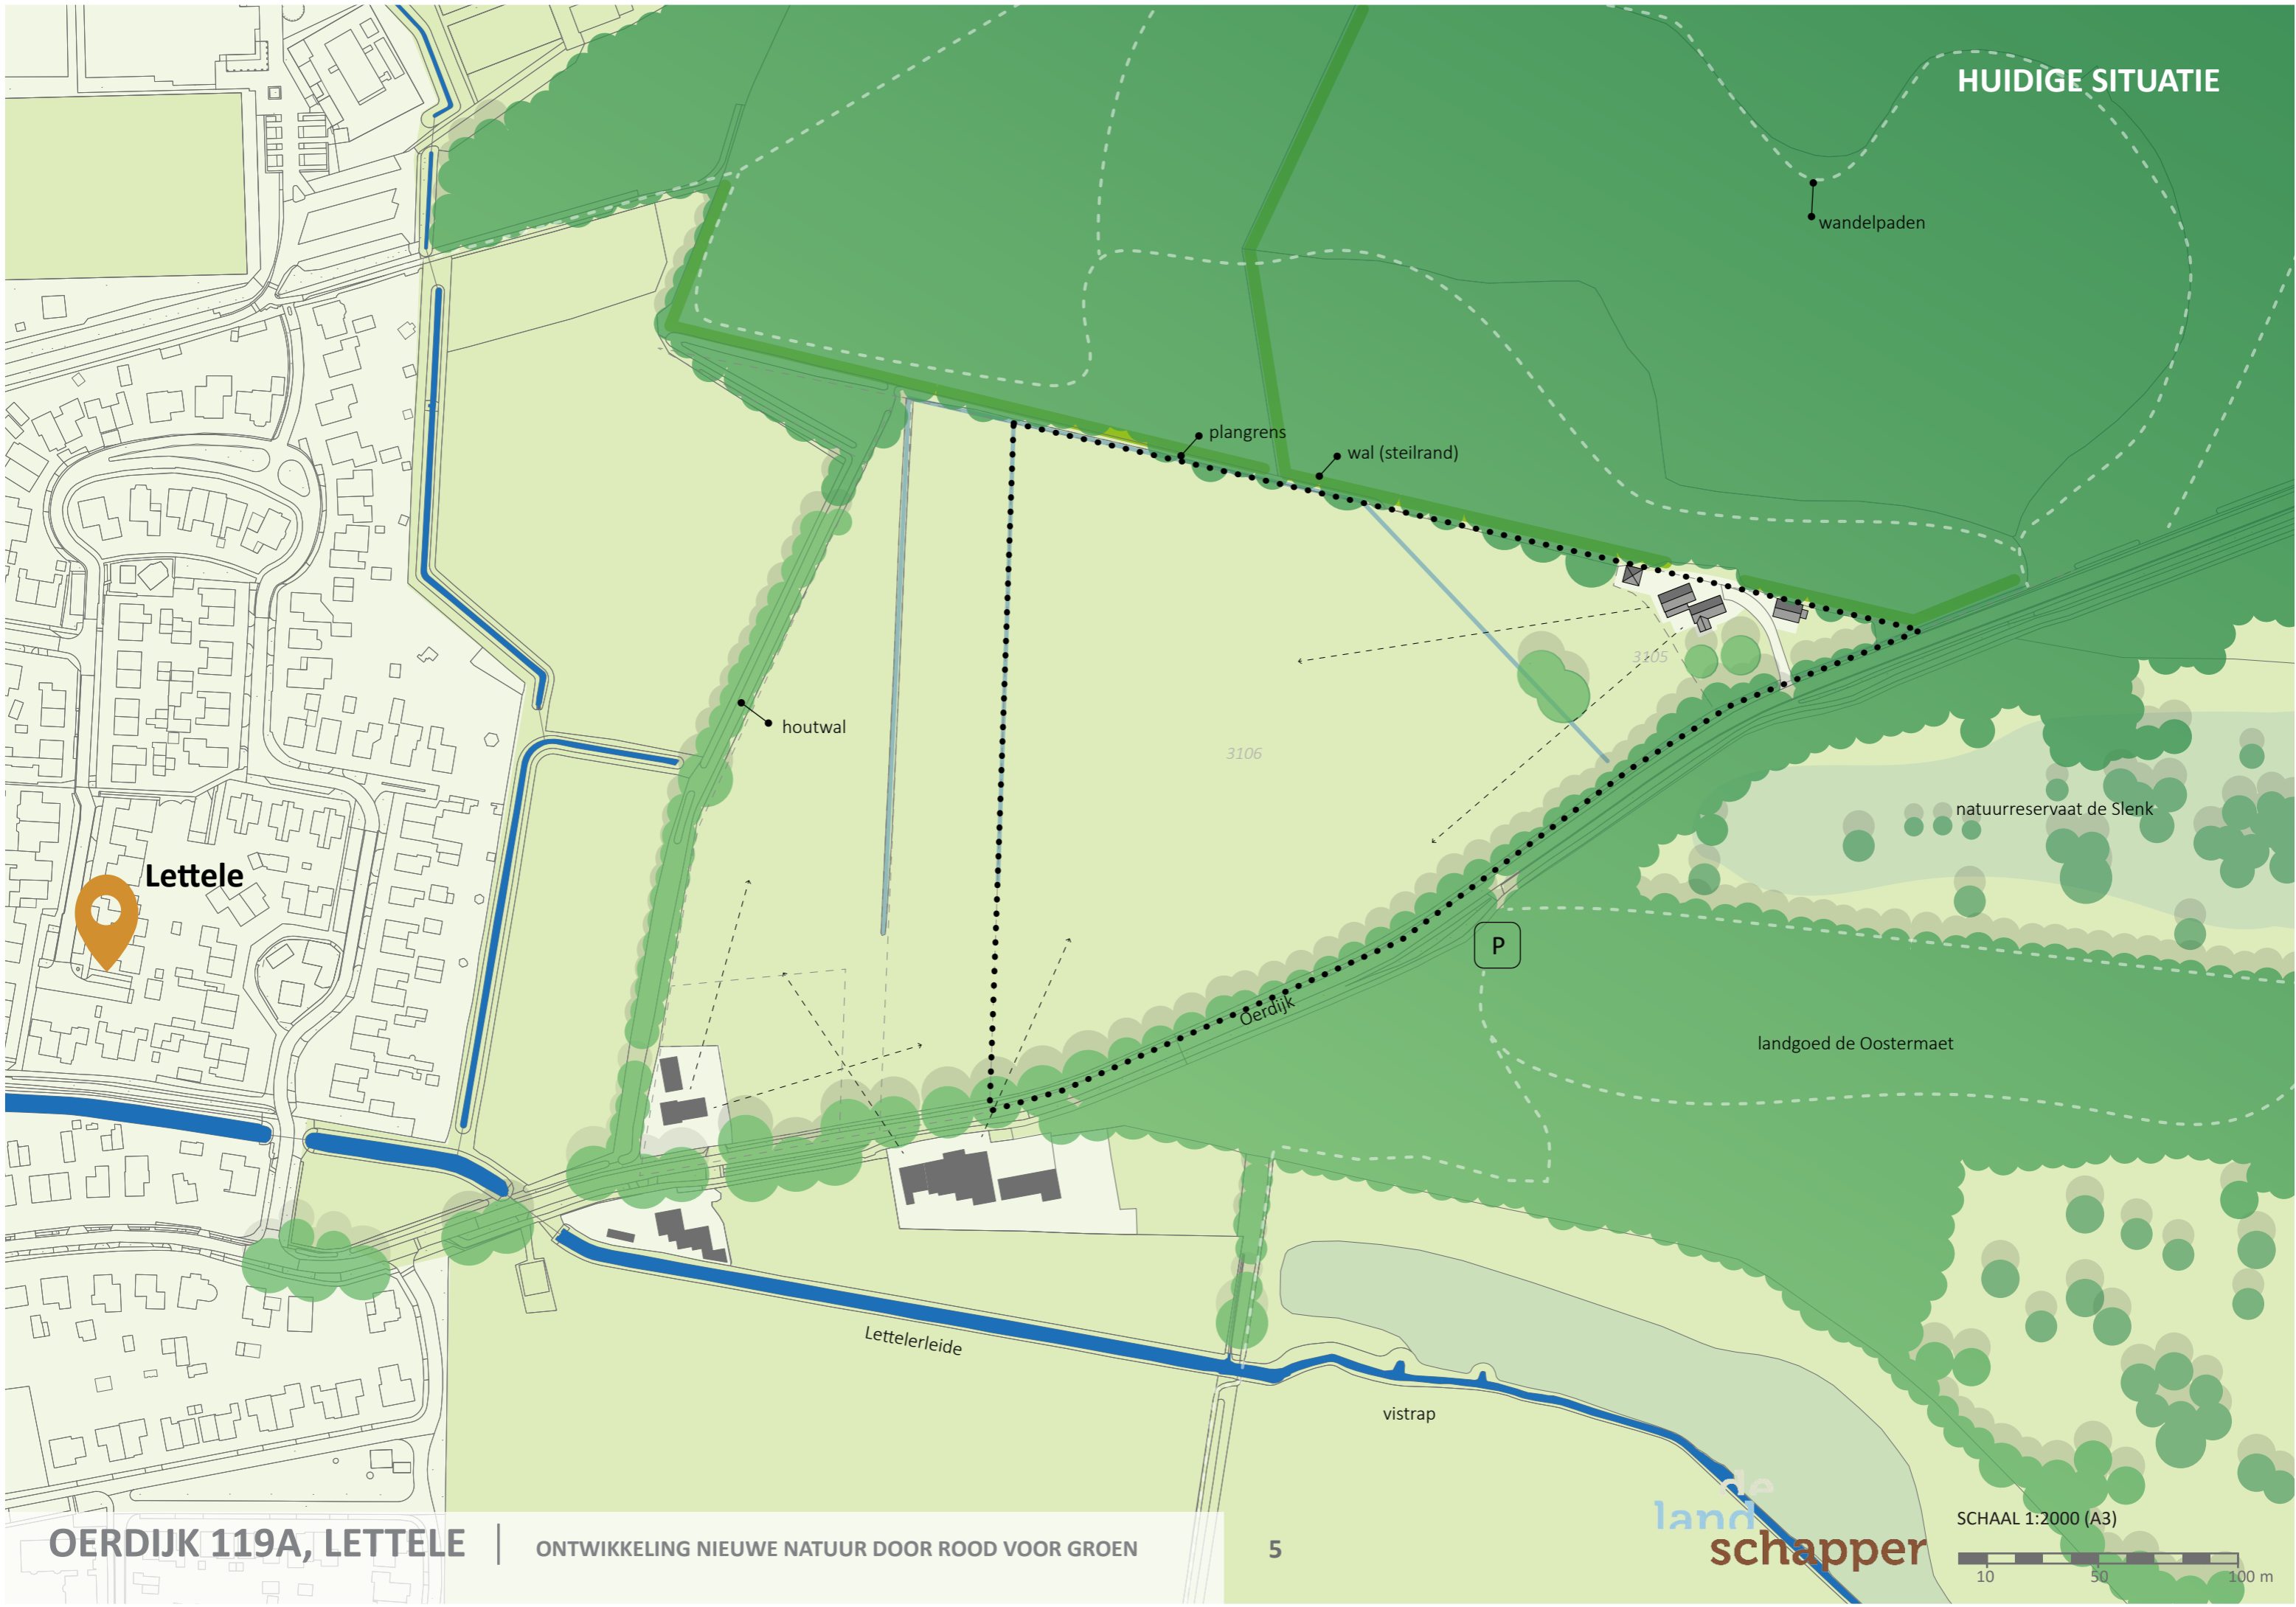 HUIDIGE SITUATIE
wandelpaden
plangrens
wal (steilrand)
3105
houtwal
3106
natuurreservaat de Slenk
Lettele
P
Oerdijk
landgoed de Oostermaet
Lettelerleide
vistrap
de
land
schapper
SCHAAL 1:2000 (A3)
10 50 100 m
OERDIJK 119A, LETTELE | ONTWIKKELING NIEUWE NATUUR DOOR ROOD VOOR GROEN 5